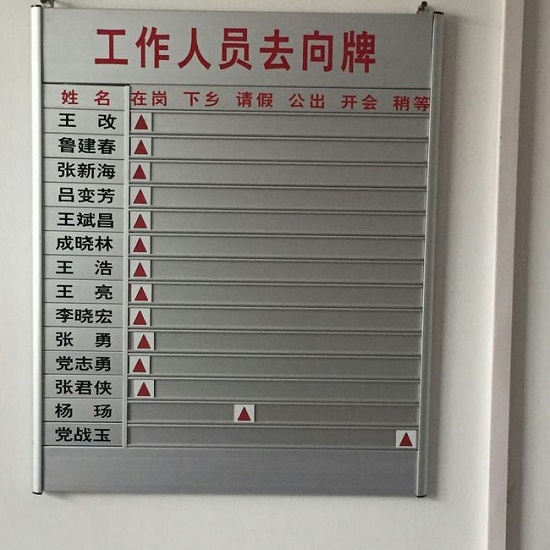 工作人员去向牌
姓 名 在岗 下乡 请假 公出 开会 稍等
王 改
鲁建春
张新海
吕变芳
王斌昌
成晓林
王 浩
王 亮
李晓宏
张 勇
党志勇
张君侠
杨 玚
党战玉